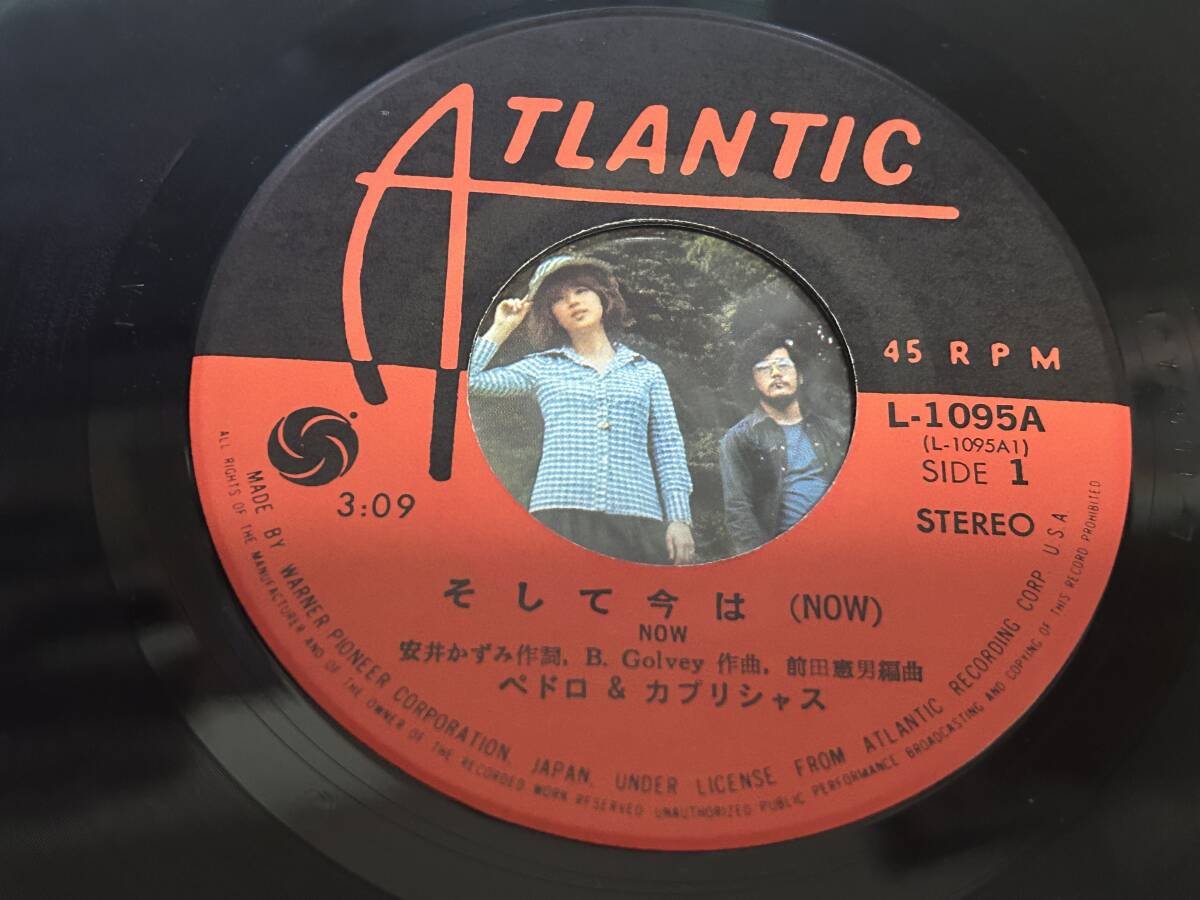 ATLANTIC
45 RPM
L-1095A
(L-1095A1)
SIDE 1
STEREO
3:09
そして今は (NOW)
NOW
安井かずみ作詞, B. Golvey 作曲, 前田憲男編曲
ペドロ & カプリシャス
MADE BY WARNER PIONEER CORPORATION, JAPAN, UNDER LICENSE FROM ATLANTIC RECORDING CORP. U.S.A.
ALL RIGHTS OF THE MANUFACTURER AND OF THE OWNER OF THE RECORDED WORK RESERVED UNAUTHORIZED PUBLIC PERFORMANCE BROADCASTING AND COPYING OF THIS RECORD PROHIBITED